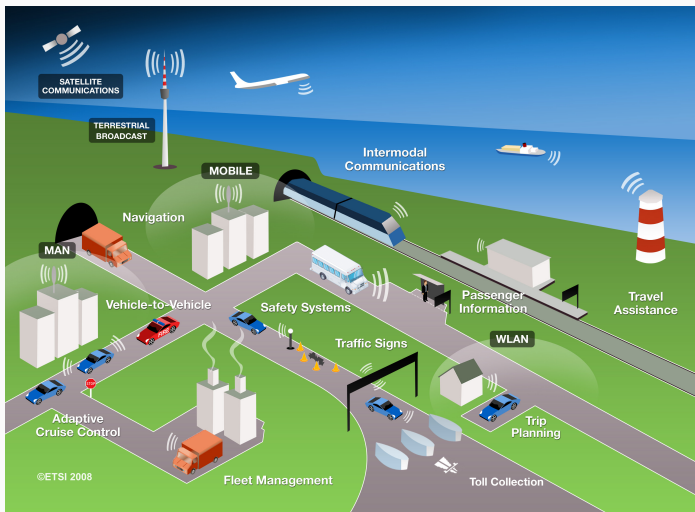 SATELLITE
COMMUNICATIONS
TERRESTRIAL
BROADCAST
Intermodal
Communications
MOBILE
Navigation
MAN
Vehicle-to-Vehicle
Safety Systems
Passenger
Information
Travel
Assistance
Traffic Signs
WLAN
STOP
Adaptive
Cruise Control
Trip
Planning
©ETSI 2008
Fleet Management
Toll Collection